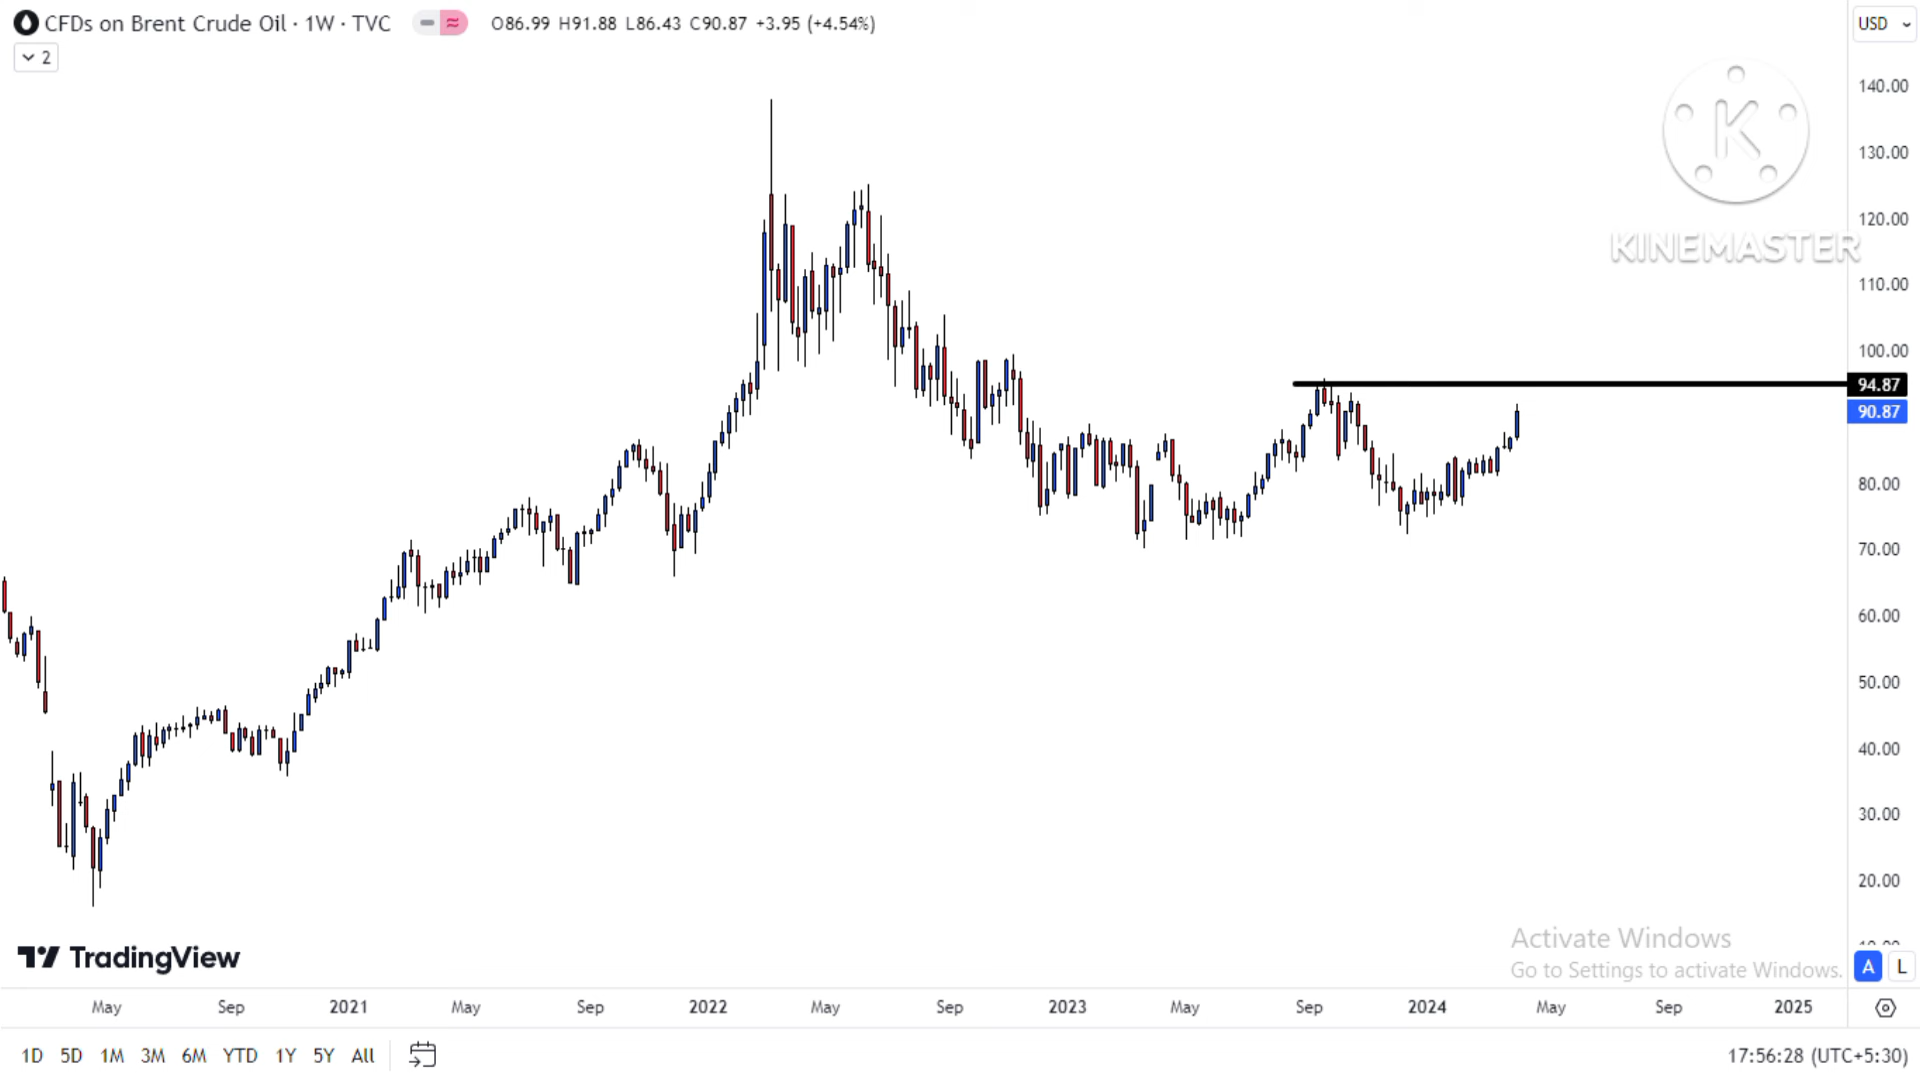 CFDs on Brent Crude Oil · 1W · TVC
O86.99 H91.88 L86.43 C90.87 +3.95 (+4.54%)
USD
2
140.00
130.00
120.00
110.00
100.00
94.87
90.87
80.00
70.00
60.00
50.00
40.00
30.00
20.00
K
KINEMASTER
TradingView
Activate Windows
Go to Settings to activate Windows.
A L
May Sep 2021 May Sep 2022 May Sep 2023 May Sep 2024 May Sep 2025
1D 5D 1M 3M 6M YTD 1Y 5Y All
17:56:28 (UTC+5:30)